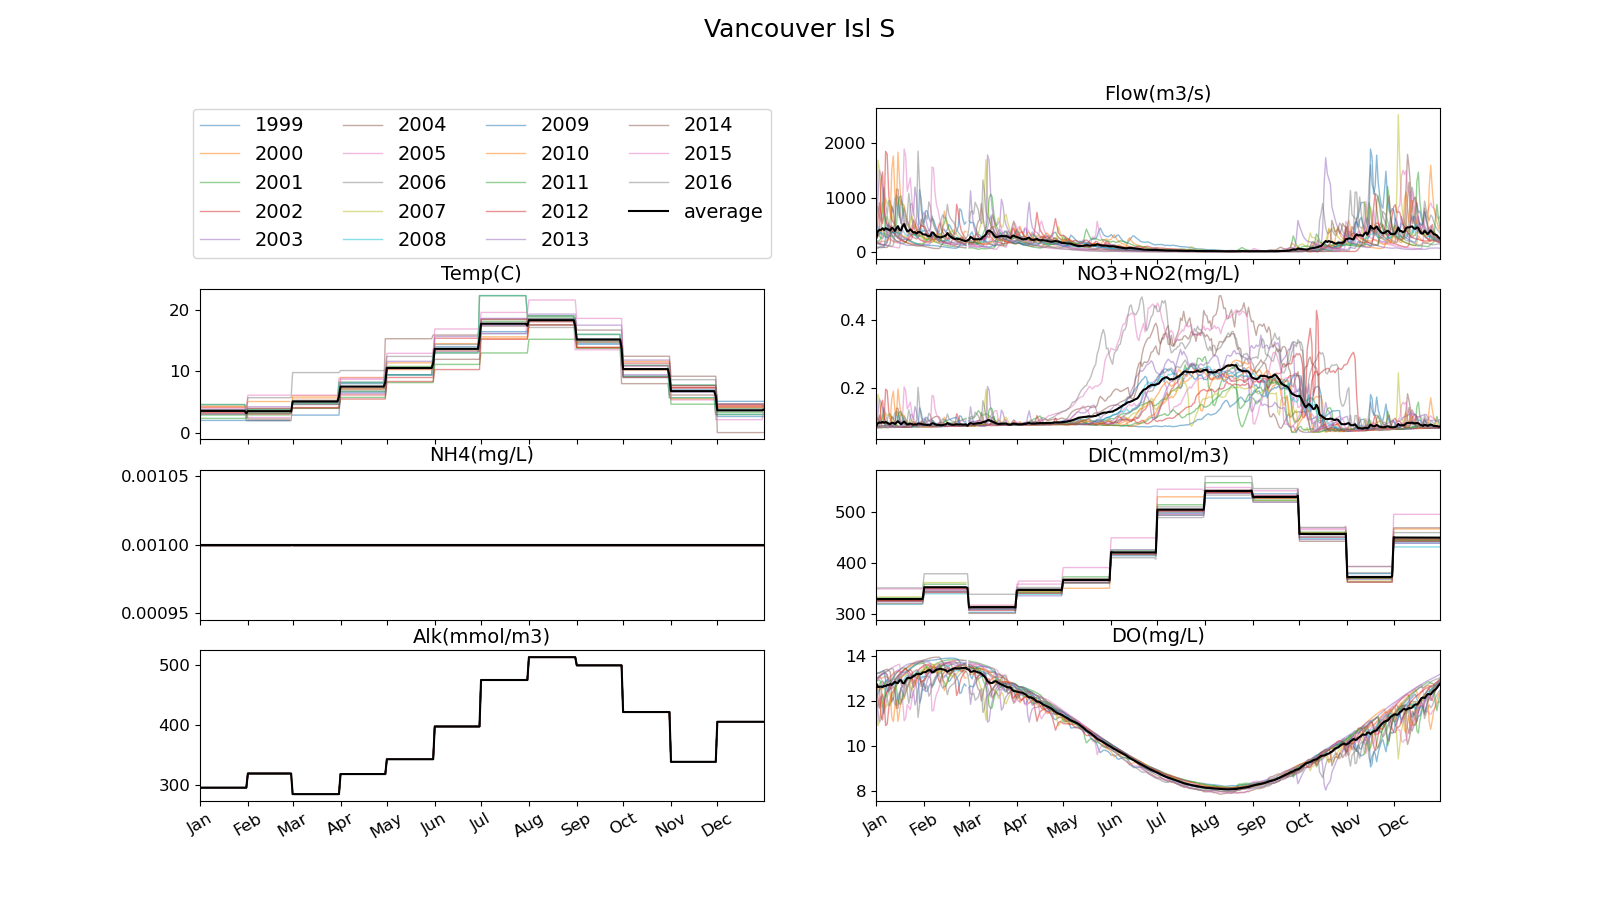 Vancouver Isl S
1999 2004 2009 2014
2000 2005 2010 2015
2001 2006 2011 2016
2002 2007 2012 average
2003 2008 2013
Flow(m3/s)
2000
1000
0
Temp(C)
20
10
0
NO3+NO2(mg/L)
0.4
0.2
NH4(mg/L)
0.00105
0.00100
0.00095
DIC(mmol/m3)
500
400
300
Alk(mmol/m3)
500
400
300
Jan Feb Mar Apr May Jun Jul Aug Sep Oct Nov Dec
DO(mg/L)
14
12
10
8
Jan Feb Mar Apr May Jun Jul Aug Sep Oct Nov Dec